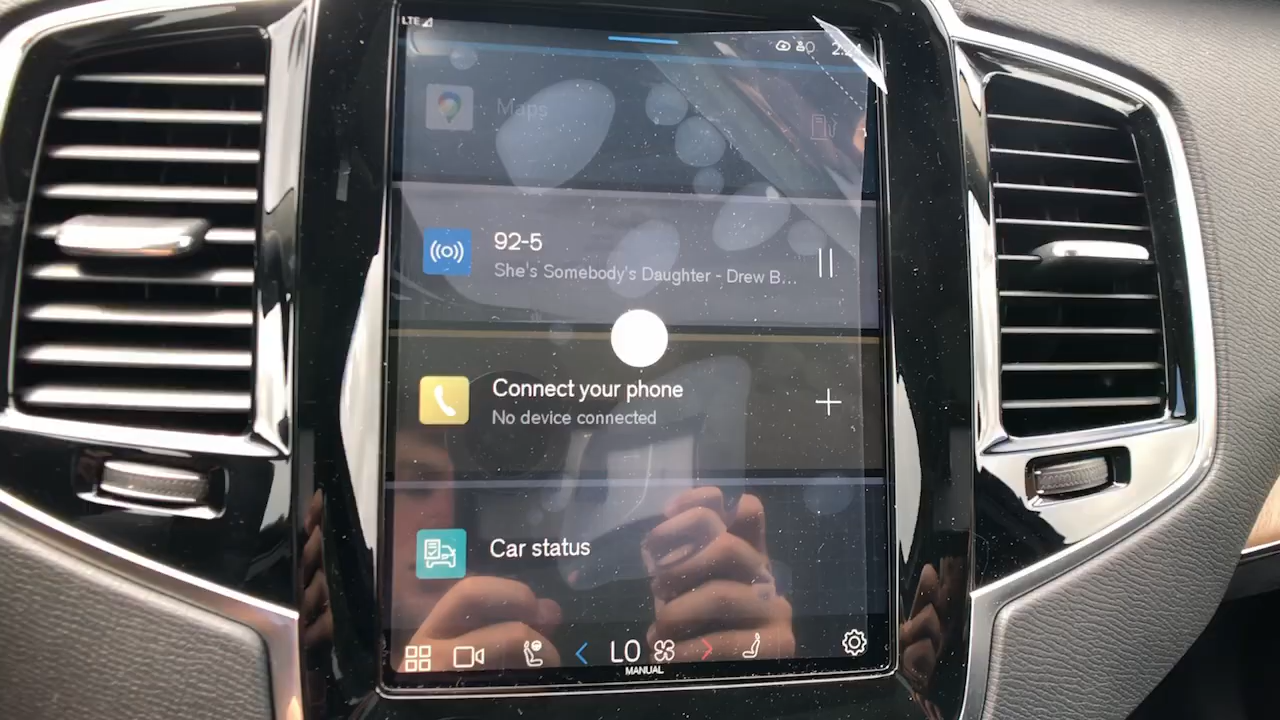 LTE
Maps
92-5
She's Somebody's Daughter - Drew B...
Connect your phone
No device connected
Car status
LO
MANUAL